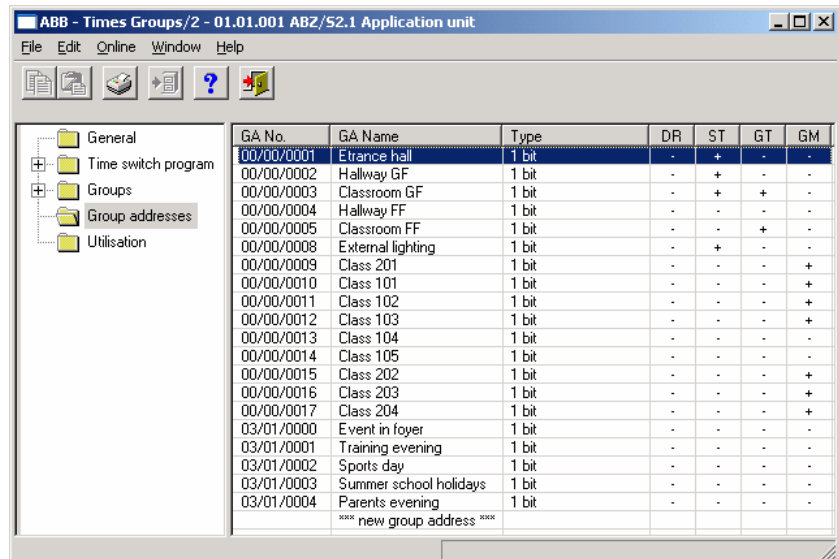 ABB - Times Groups/2 - 01.01.001 ABZ/S2.1 Application unit
File Edit Online Window Help
General
Time switch program
Groups
Group addresses
Utilisation
GA No. GA Name Type DR ST GT GM
00/00/0001 Etrance hall 1 bit - + - -
00/00/0002 Hallway GF 1 bit - + - -
00/00/0003 Classroom GF 1 bit - + + -
00/00/0004 Hallway FF 1 bit - - - -
00/00/0005 Classroom FF 1 bit - - + -
00/00/0008 External lighting 1 bit - + - -
00/00/0009 Class 201 1 bit - - - +
00/00/0010 Class 101 1 bit - - - +
00/00/0011 Class 102 1 bit - - - +
00/00/0012 Class 103 1 bit - - - +
00/00/0013 Class 104 1 bit - - - -
00/00/0014 Class 105 1 bit - - - -
00/00/0015 Class 202 1 bit - - - +
00/00/0016 Class 203 1 bit - - - +
00/00/0017 Class 204 1 bit - - - +
03/01/0000 Event in foyer 1 bit - - - -
03/01/0001 Training evening 1 bit - - - -
03/01/0002 Sports day 1 bit - - - -
03/01/0003 Summer school holidays 1 bit - - - -
03/01/0004 Parents evening 1 bit - - - -
*** new group address ***